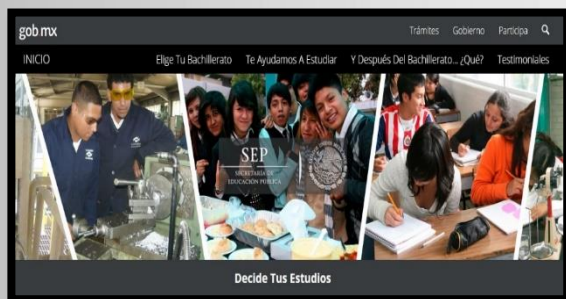 gob mx
Trámites Gobierno Participa
INICIO
Elige Tu Bachillerato Te Ayudamos A Estudiar Y Después Del Bachillerato... ¿Qué? Testimoniales
SEP
SECRETARÍA DE
EDUCACIÓN PÚBLICA
Decide Tus Estudios